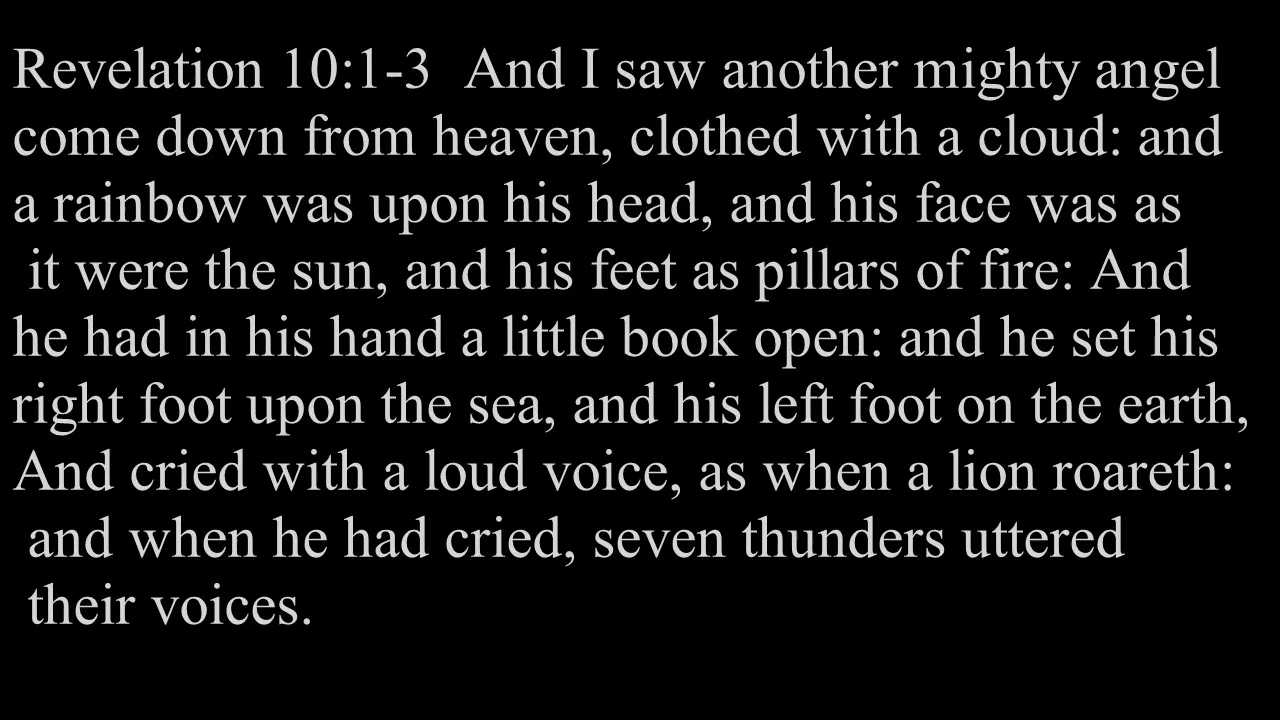 Revelation 10:1-3  And I saw another mighty angel
come down from heaven, clothed with a cloud: and
a rainbow was upon his head, and his face was as
it were the sun, and his feet as pillars of fire: And
he had in his hand a little book open: and he set his
right foot upon the sea, and his left foot on the earth,
And cried with a loud voice, as when a lion roareth:
and when he had cried, seven thunders uttered
their voices.